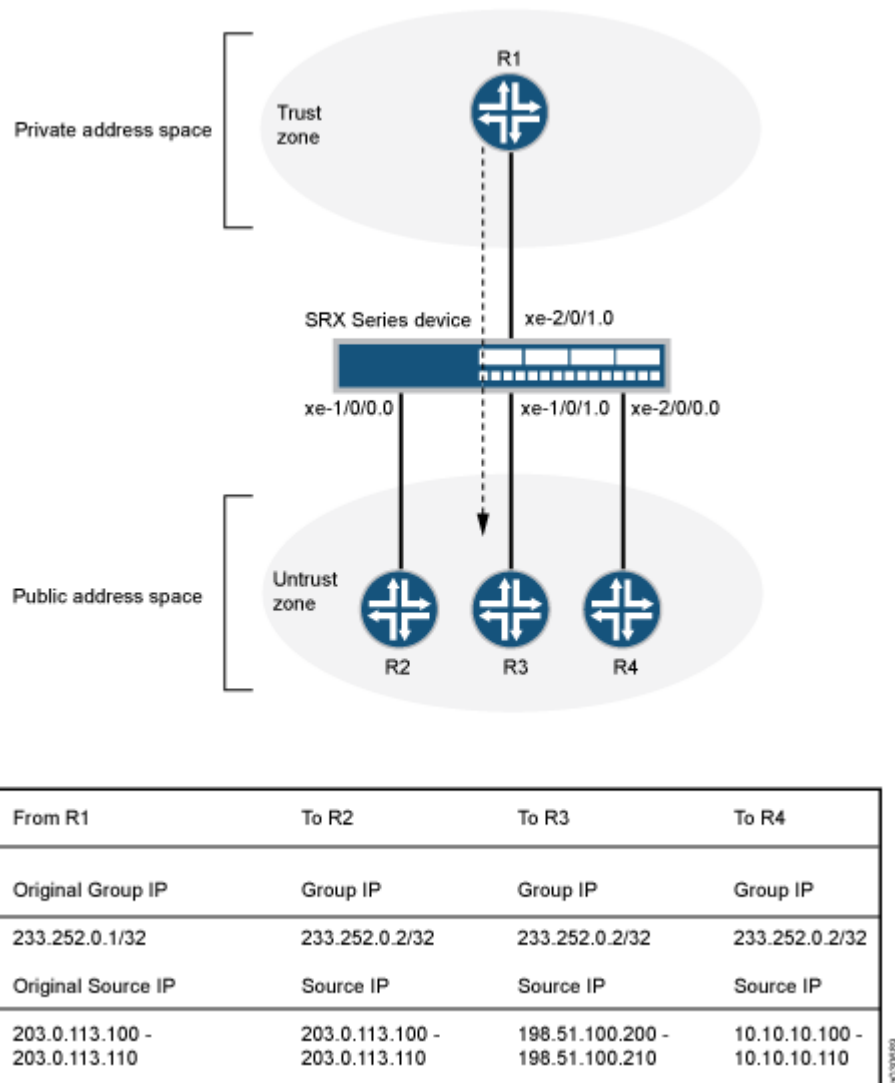 R1
Trust
zone
Private address space
SRX Series device
xe-2/0/1.0
xe-1/0/0.0
xe-1/0/1.0
xe-2/0/0.0
Untrust
zone
Public address space
R2
R3
R4
From R1 To R2 To R3 To R4
Original Group IP Group IP Group IP Group IP
233.252.0.1/32 233.252.0.2/32 233.252.0.2/32 233.252.0.2/32
Original Source IP Source IP Source IP Source IP
203.0.113.100 - 203.0.113.100 - 198.51.100.200 - 10.10.10.100 -
203.0.113.110 203.0.113.110 198.51.100.210 10.10.10.110